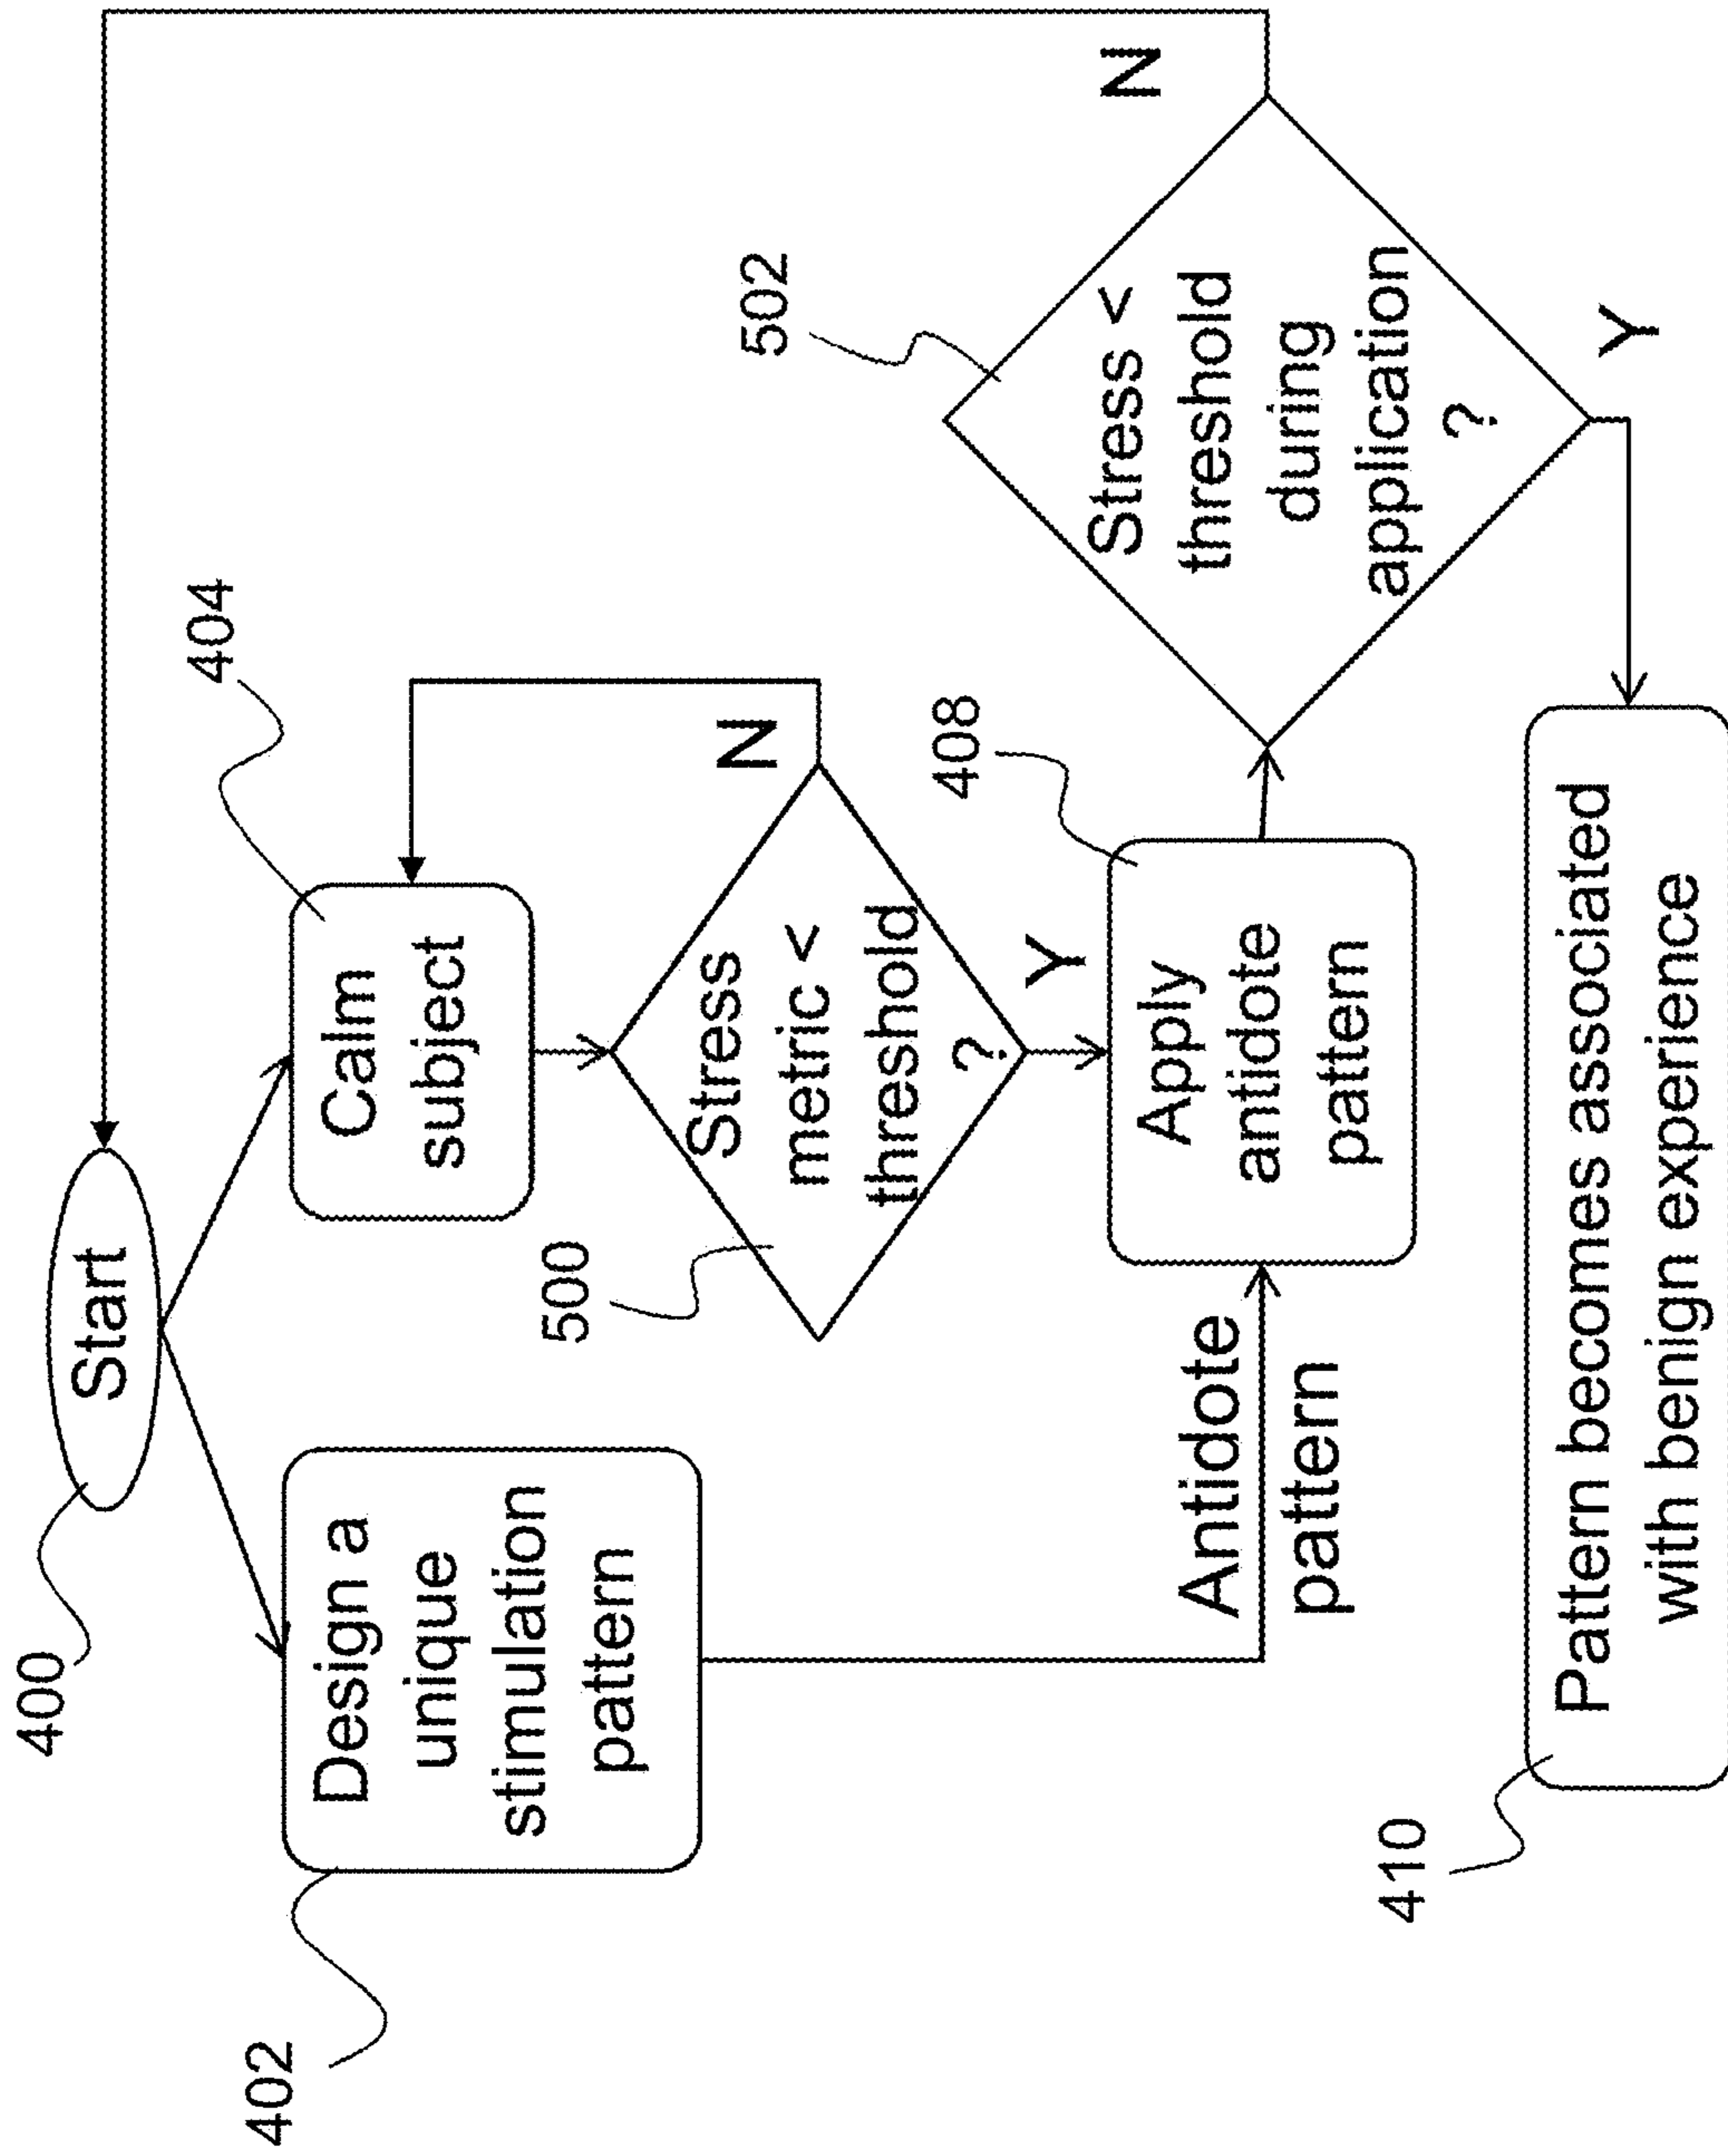 400
Start
402
Design a
unique
stimulation
pattern
404
Calm
subject
500
Stress
metric <
threshold
?
N
Y
Antidote
pattern
408
Apply
antidote
pattern
502
Stress <
threshold
during
application
?
N
Y
410
Pattern becomes associated
with benign experience